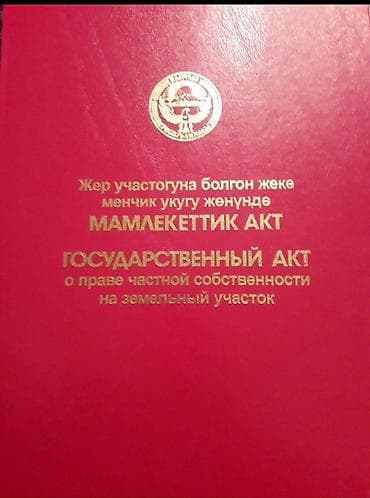 Жер участогуна болгон жеке
менчик укугу жөнүндө
МАМЛЕКЕТТИК АКТ
ГОСУДАРСТВЕННЫЙ АКТ
о праве частной собственности
на земельный участок